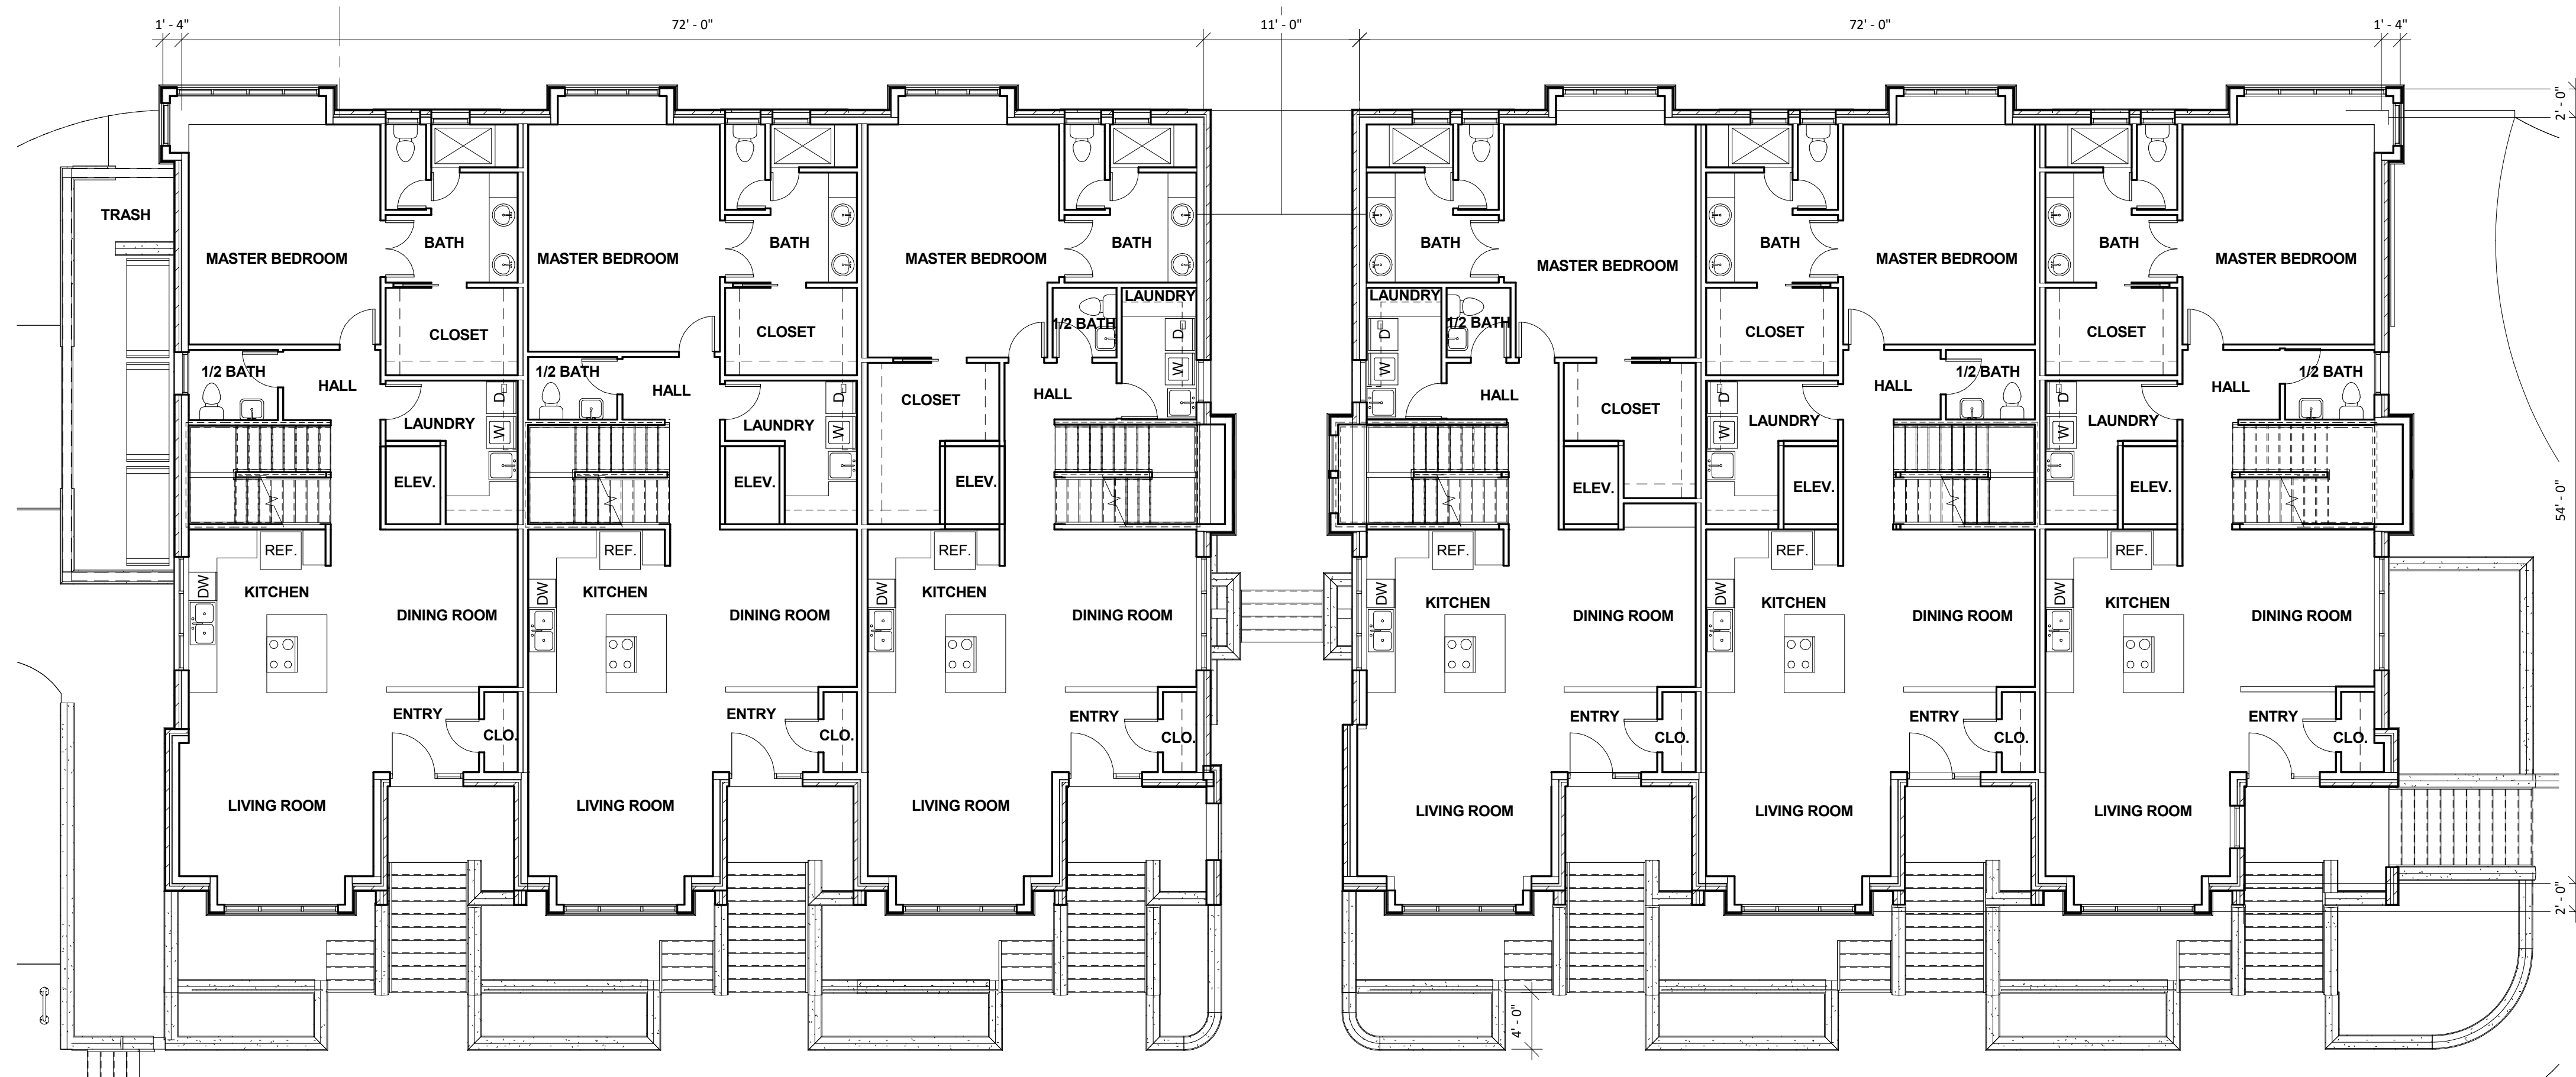 1' - 4"
72' - 0"
11' - 0"
72' - 0"
1' - 4"
2' - 0"
54' - 0"
2' - 0"
4' - 0"
TRASH
MASTER BEDROOM
BATH
CLOSET
1/2 BATH
HALL
LAUNDRY
D
W
ELEV.
REF.
DW
KITCHEN
DINING ROOM
ENTRY
CLO.
LIVING ROOM
MASTER BEDROOM
BATH
CLOSET
1/2 BATH
HALL
LAUNDRY
D
W
ELEV.
REF.
DW
KITCHEN
DINING ROOM
ENTRY
CLO.
LIVING ROOM
MASTER BEDROOM
BATH
LAUNDRY
1/2 BATH
D
W
HALL
CLOSET
ELEV.
REF.
DW
KITCHEN
DINING ROOM
ENTRY
CLO.
LIVING ROOM
BATH
MASTER BEDROOM
LAUNDRY
1/2 BATH
D
W
HALL
CLOSET
ELEV.
REF.
DW
KITCHEN
DINING ROOM
ENTRY
CLO.
LIVING ROOM
BATH
MASTER BEDROOM
CLOSET
HALL
1/2 BATH
D
W
LAUNDRY
ELEV.
REF.
DW
KITCHEN
DINING ROOM
ENTRY
CLO.
LIVING ROOM
BATH
MASTER BEDROOM
CLOSET
HALL
1/2 BATH
D
W
LAUNDRY
ELEV.
REF.
DW
KITCHEN
DINING ROOM
ENTRY
CLO.
LIVING ROOM